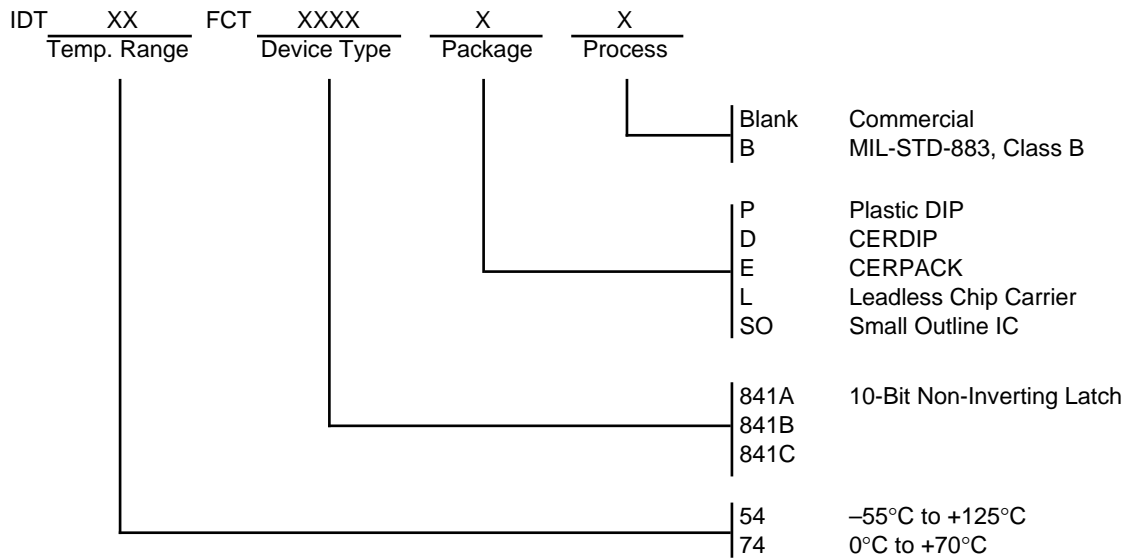 IDT XX FCT XXXX X X
Temp. Range Device Type Package Process
Blank Commercial
B MIL-STD-883, Class B
P Plastic DIP
D CERDIP
E CERPACK
L Leadless Chip Carrier
SO Small Outline IC
841A 10-Bit Non-Inverting Latch
841B
841C
54 –55°C to +125°C
74 0°C to +70°C